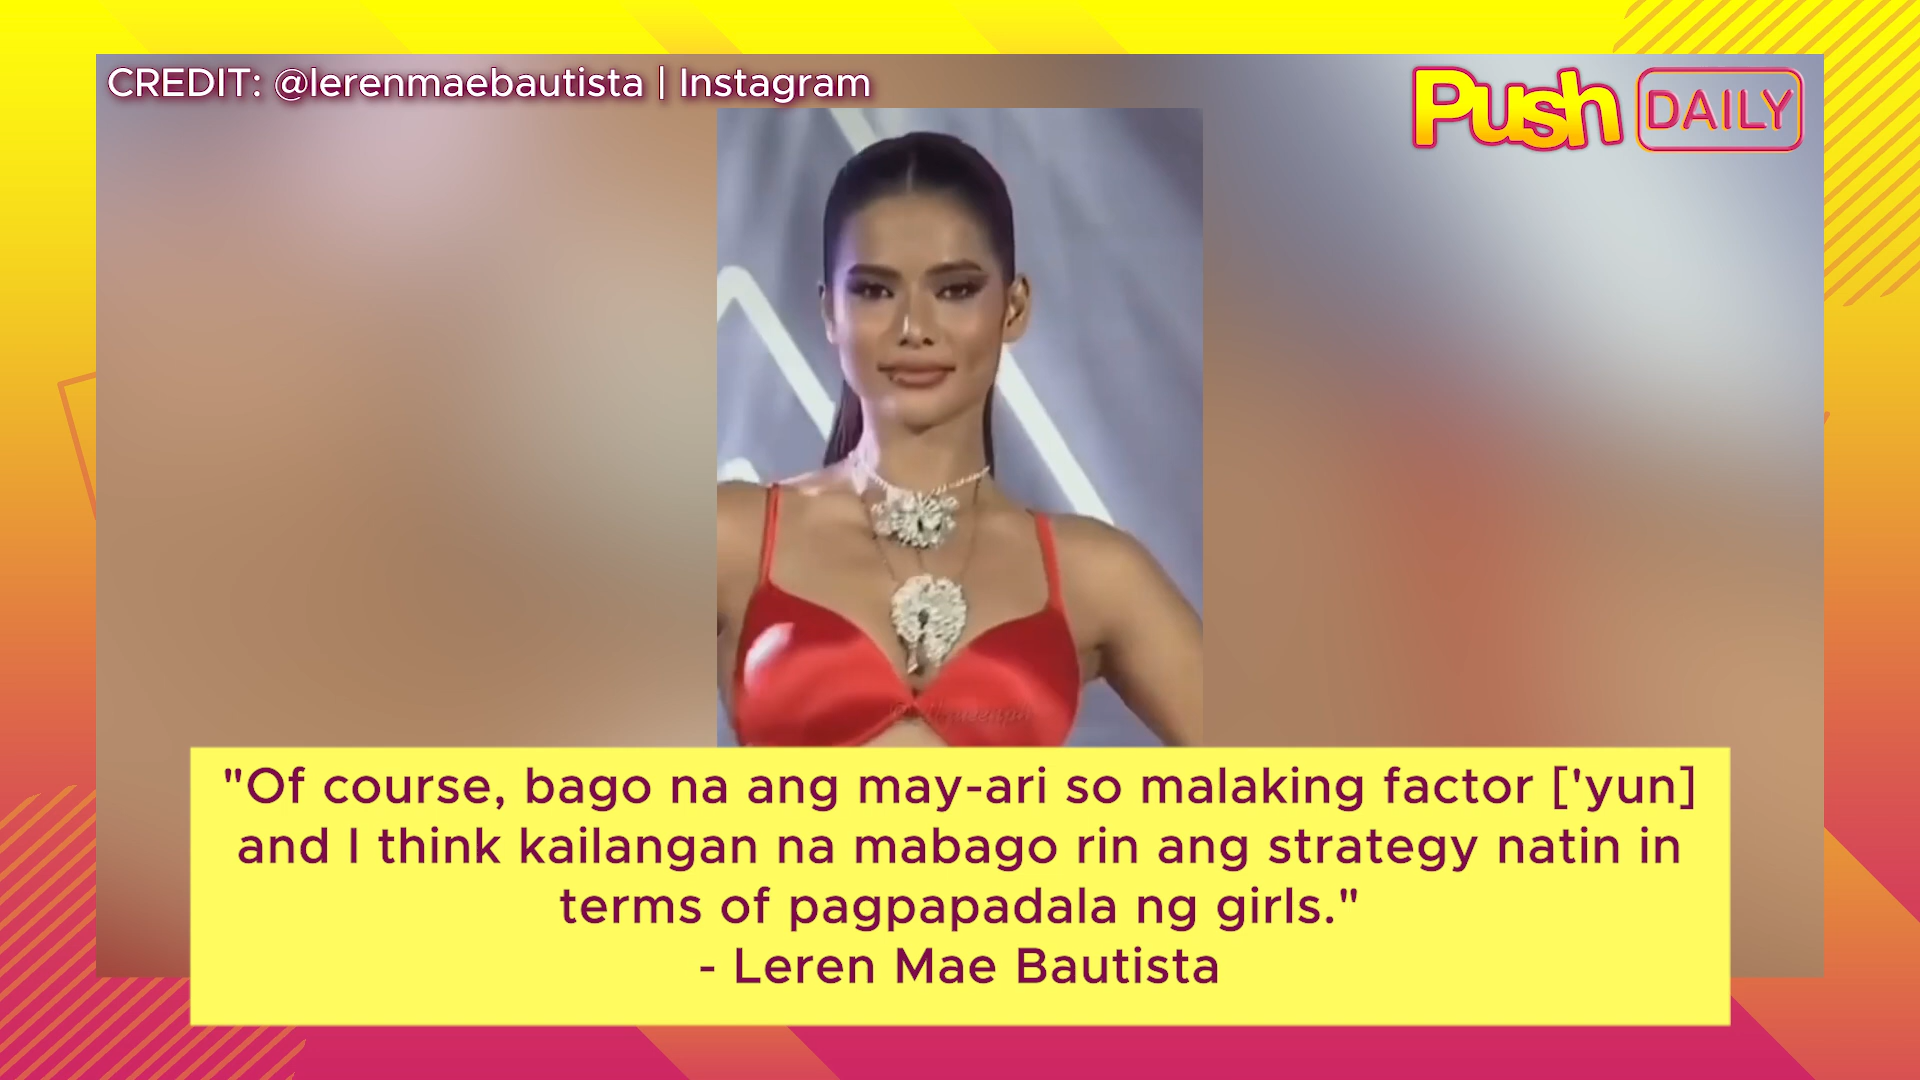 CREDIT: @lerenmaebautista | Instagram
Push DAILY
"Of course, bago na ang may-ari so malaking factor ['yun]
and I think kailangan na mabago rin ang strategy natin in
terms of pagpapadala ng girls."
- Leren Mae Bautista